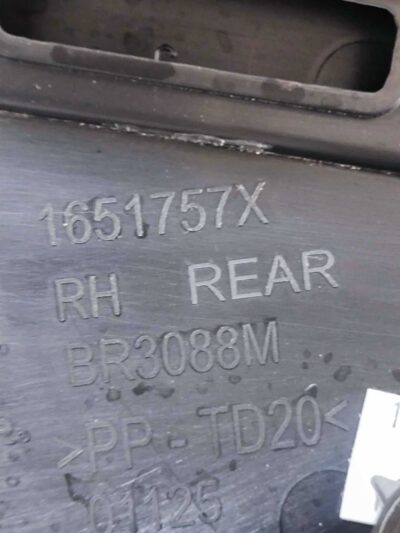 1651757X
RH REAR
BR3088M
>PP-TD20<
01125